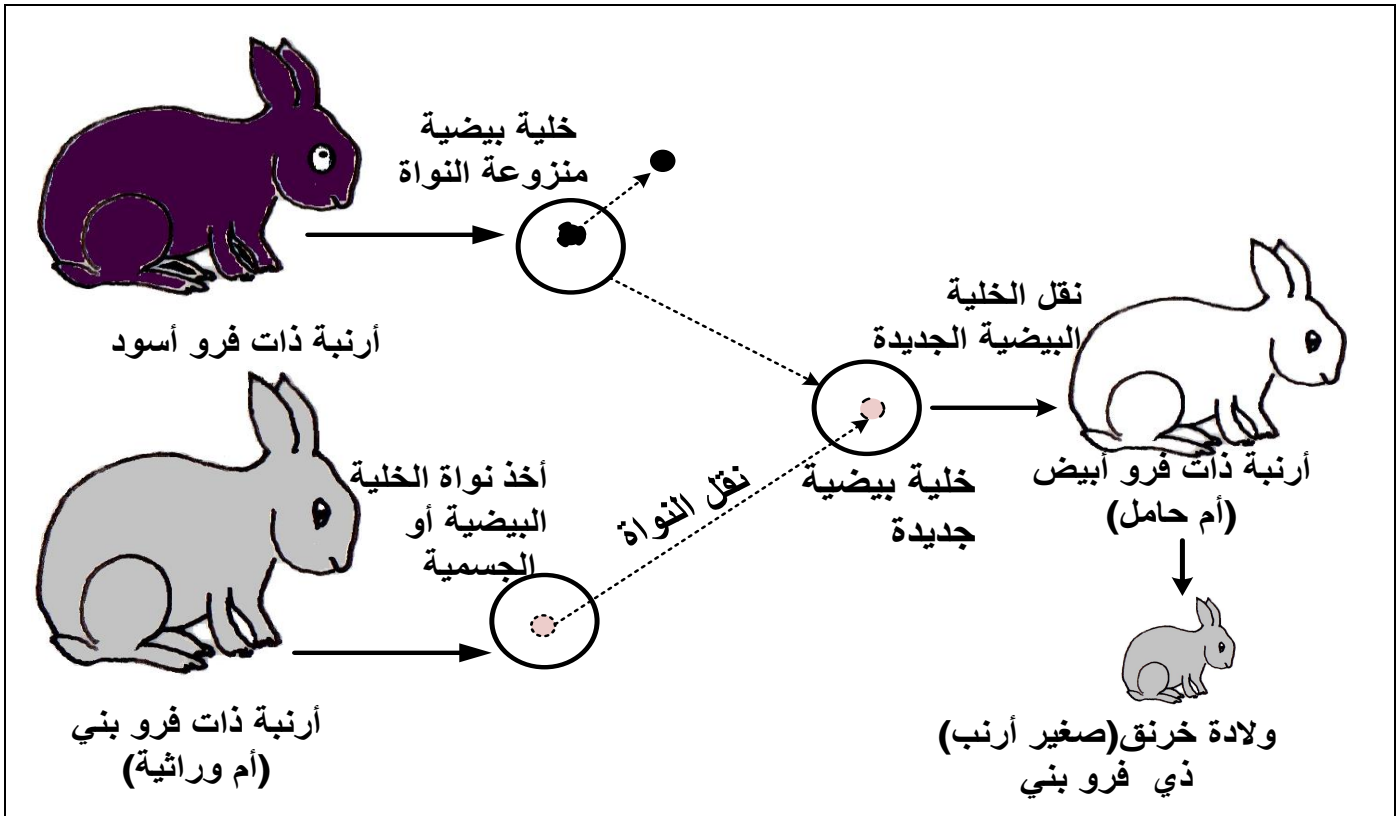 خلية بيضية
منزوعة النواة
أرنبة ذات فرو أسود
نقل الخلية
البيضية الجديدة
أخذ نواة الخلية
البيضية أو
الجسمية
نقل النواة
خلية بيضية
جديدة
أرنبة ذات فرو أبيض
(أم حامل)
أرنبة ذات فرو بني
(أم وراثية)
ولادة خرنق(صغير أرنب)
ذي فرو بني